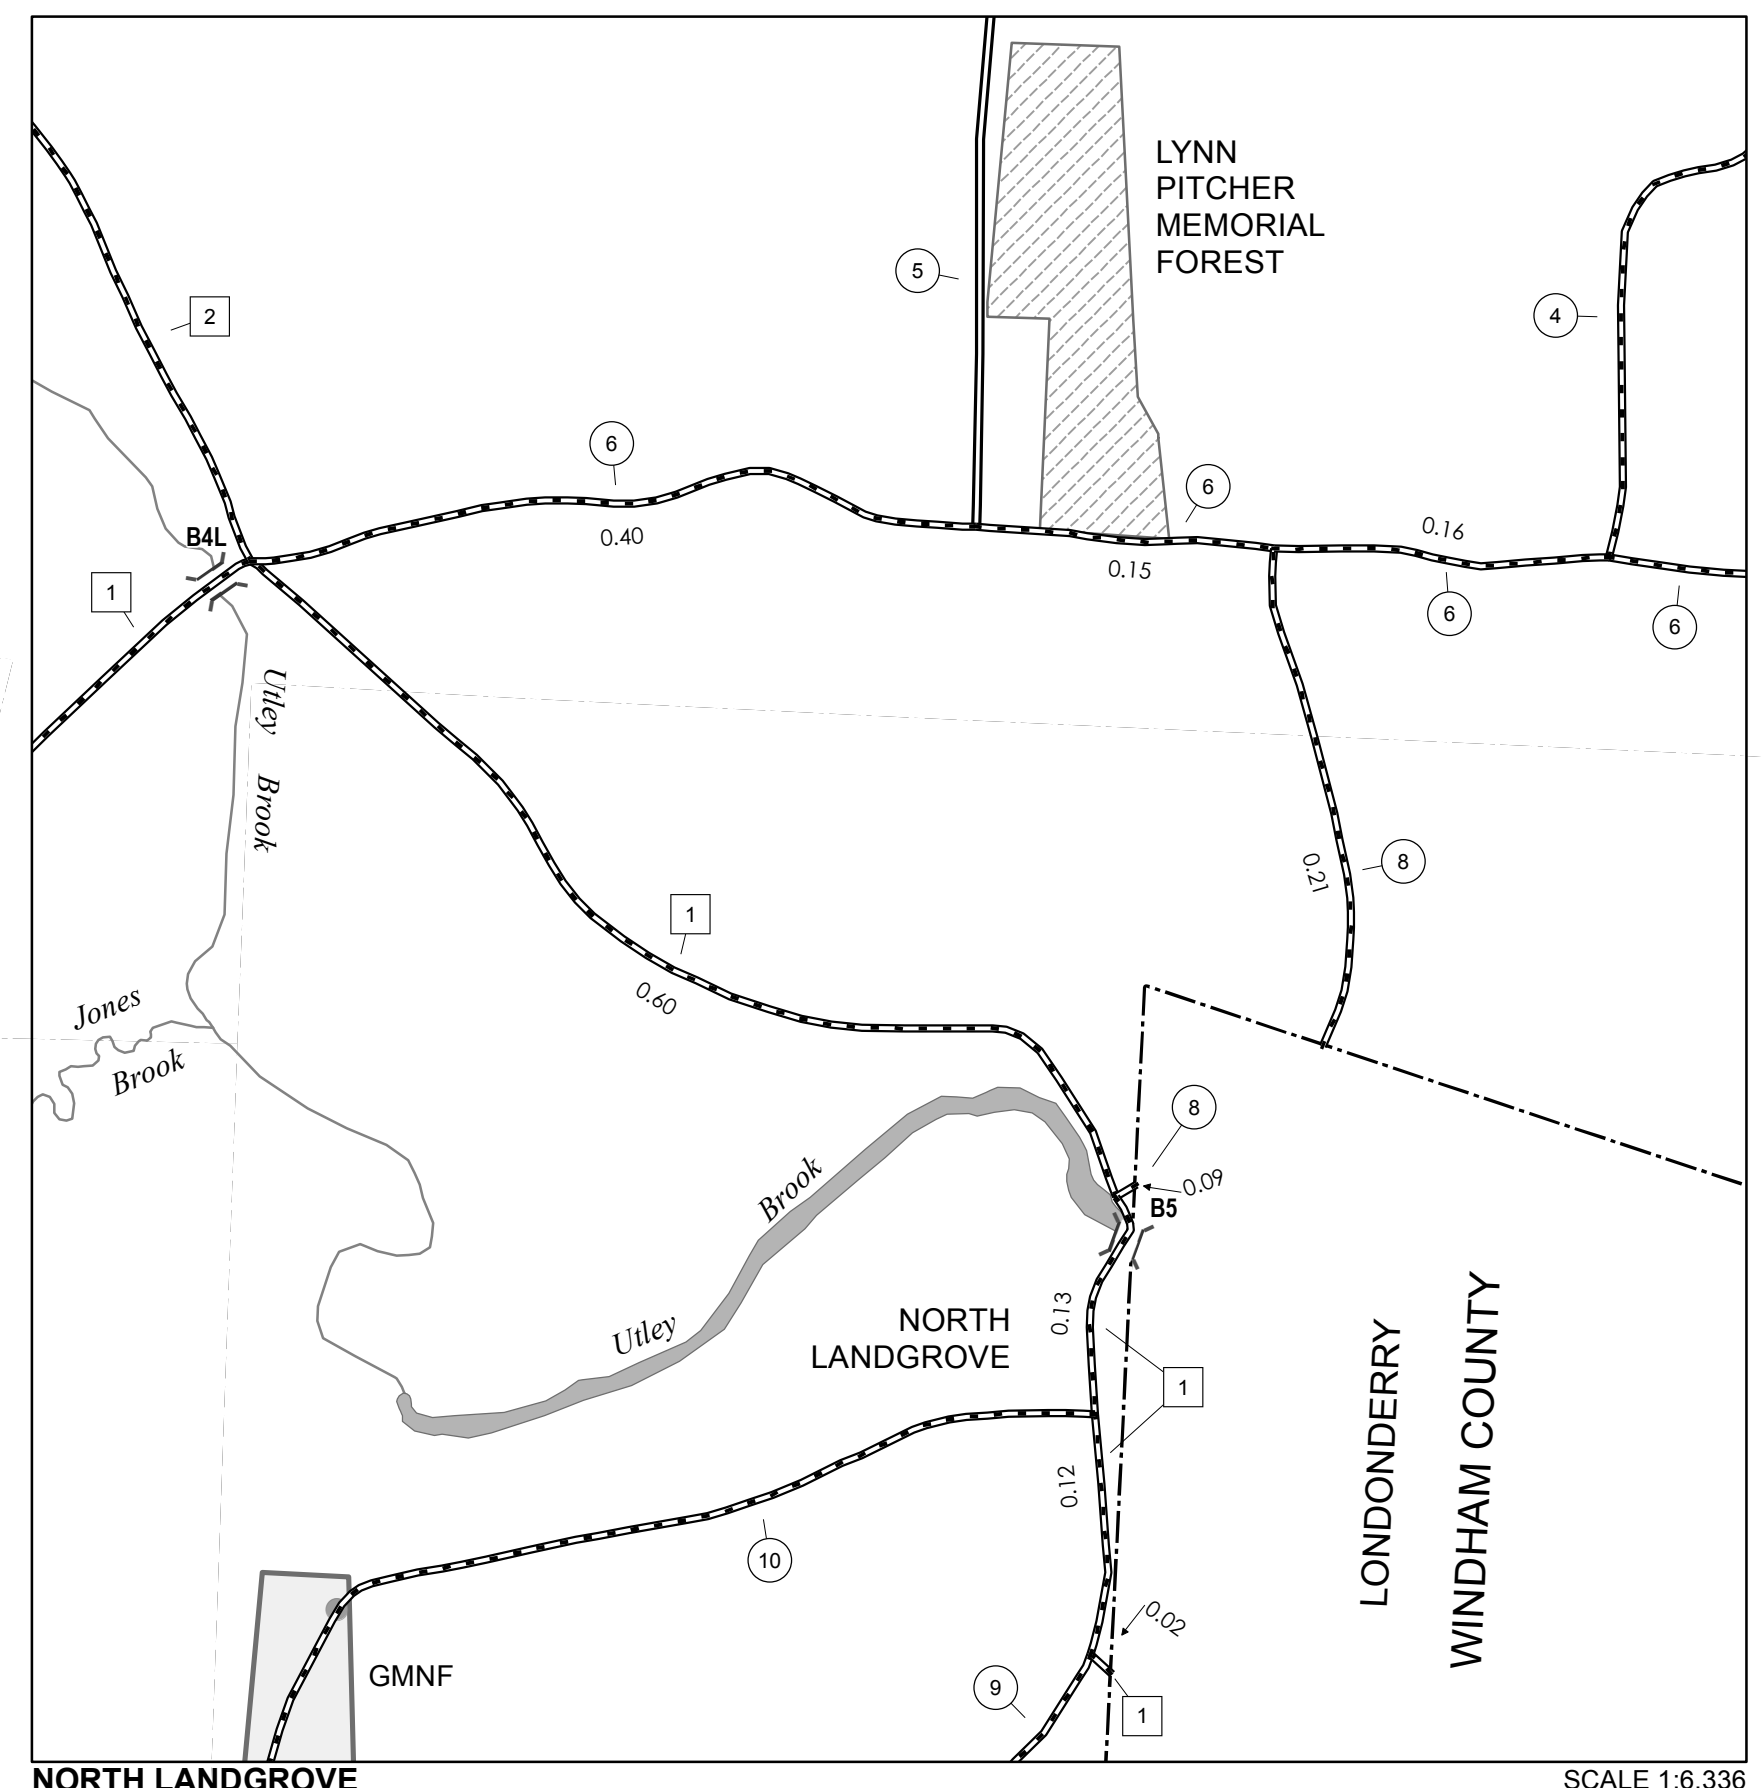 LYNN
PITCHER
MEMORIAL
FOREST
5
2
4
6
6
0.40
0.16
B4L
0.15
1
6
6
Utley
Brook
8
0.21
1
0.60
Jones
Brook
8
0.09
B5
Brook
Utley
0.13
NORTH
LANDGROVE
LONDONDERRY
WINDHAM COUNTY
1
0.12
10
0.02
GMNF
9
1
NORTH LANDGROVE
SCALE 1:6,336